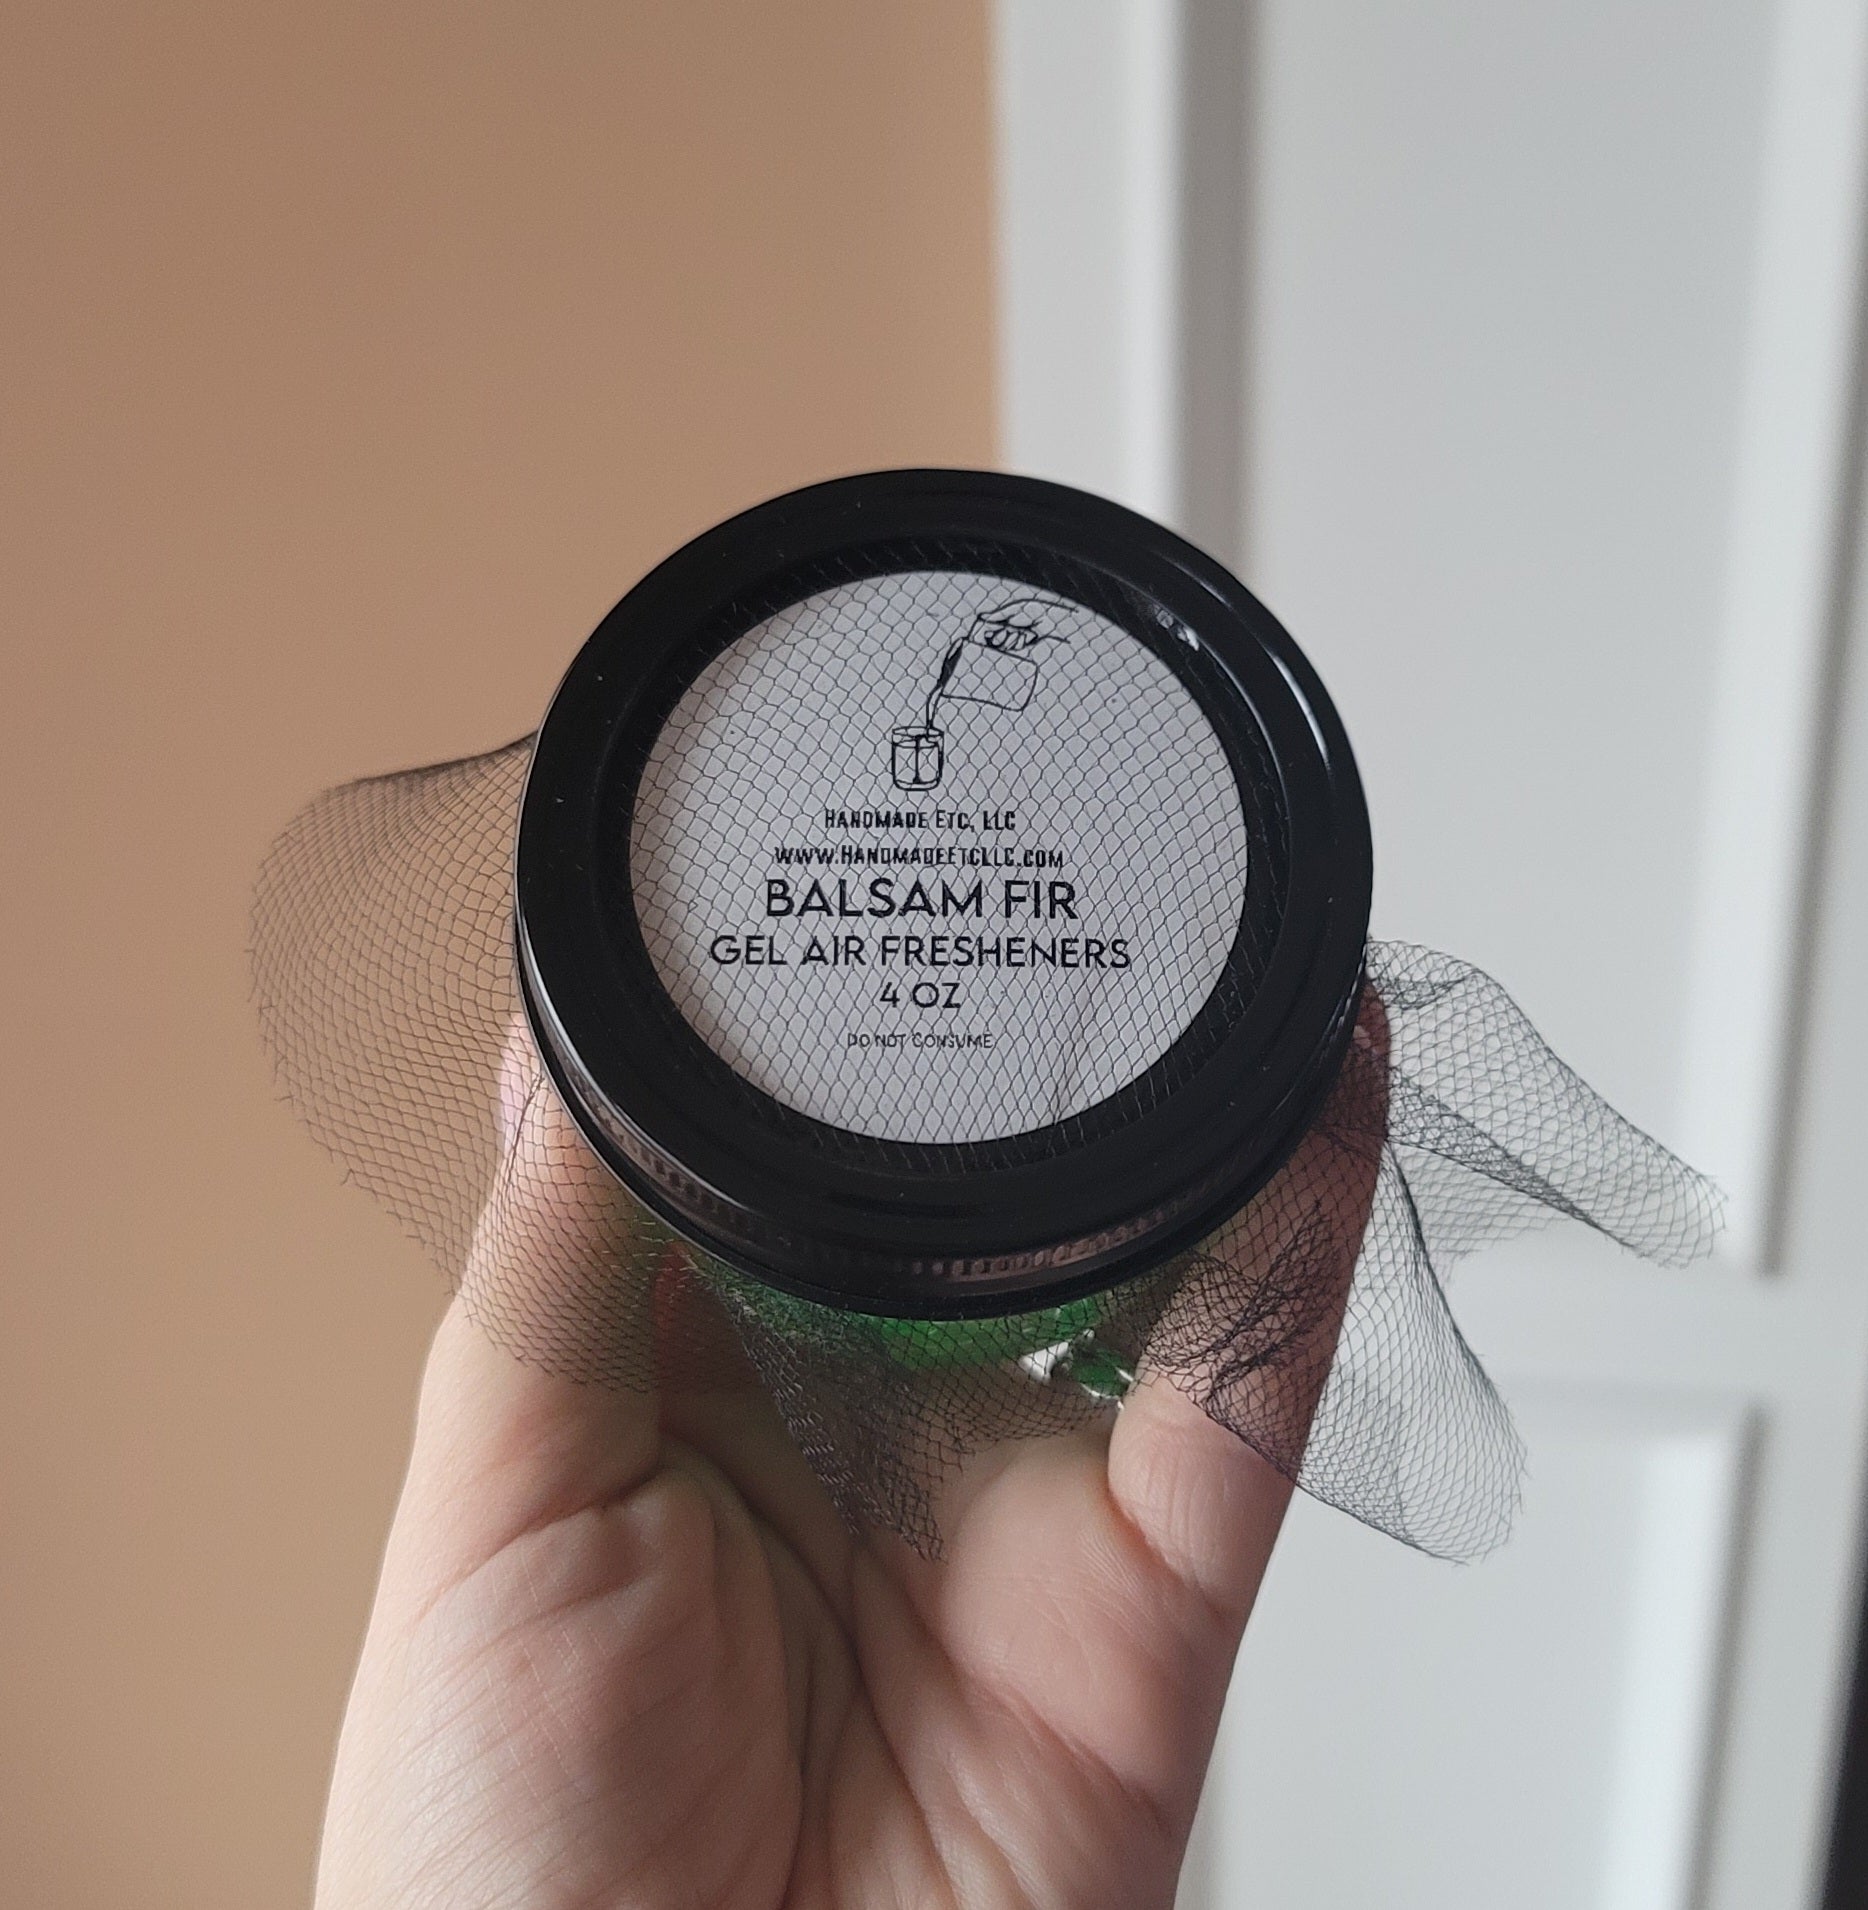 Handmade Etc, LLC
www.HandmadeEtcLLC.com
BALSAM FIR
GEL AIR FRESHENERS
4 OZ
Do not Consume